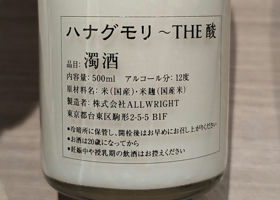 ハナグモリ～THE酸
品目: 濁酒
内容量: 500ml アルコール分: 12度
原材料名: 米(国産)・米麹(国産米)
製造者: 株式会社ALLWRIGHT
東京都台東区駒形2-5-5 B1F
●冷暗所に保管し、開栓後はお早めにお召し上がりください
●お酒は20歳になってから
●妊娠中や授乳期の飲酒はお控えください